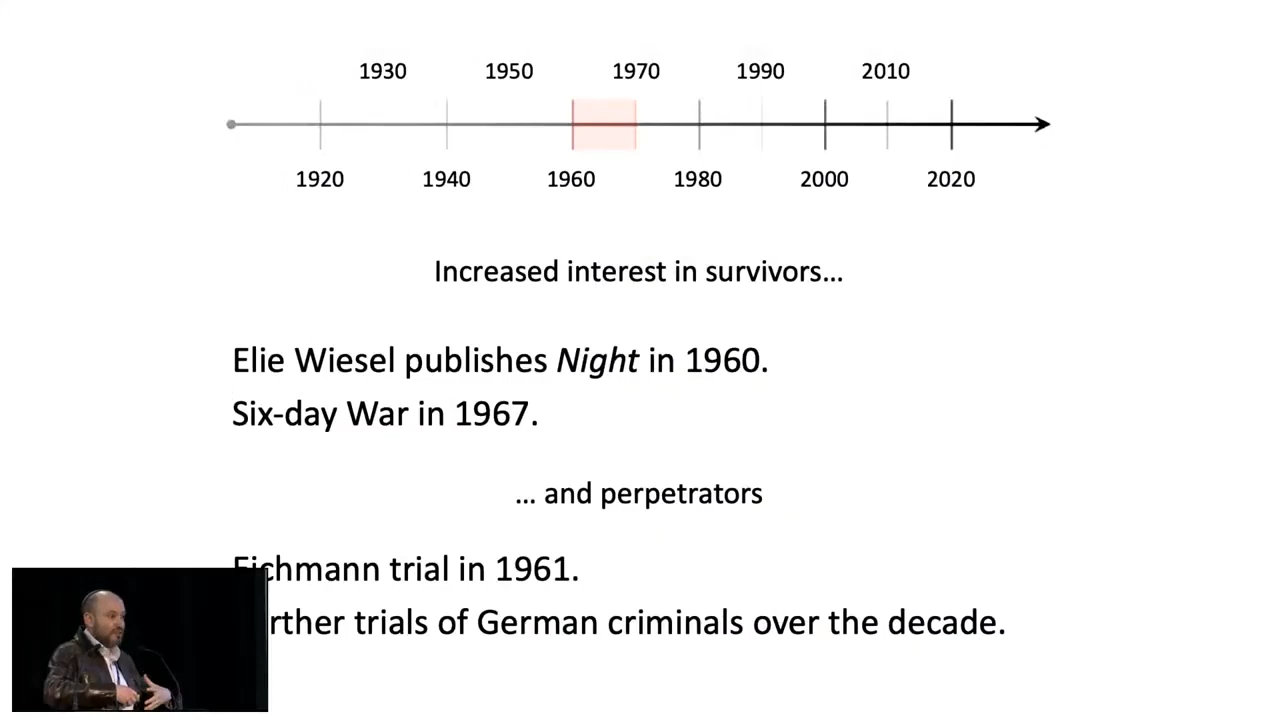 1930 1950 1970 1990 2010
1920 1940 1960 1980 2000 2020
Increased interest in survivors...
Elie Wiesel publishes Night in 1960.
Six-day War in 1967.
... and perpetrators
Eichmann trial in 1961.
rther trials of German criminals over the decade.